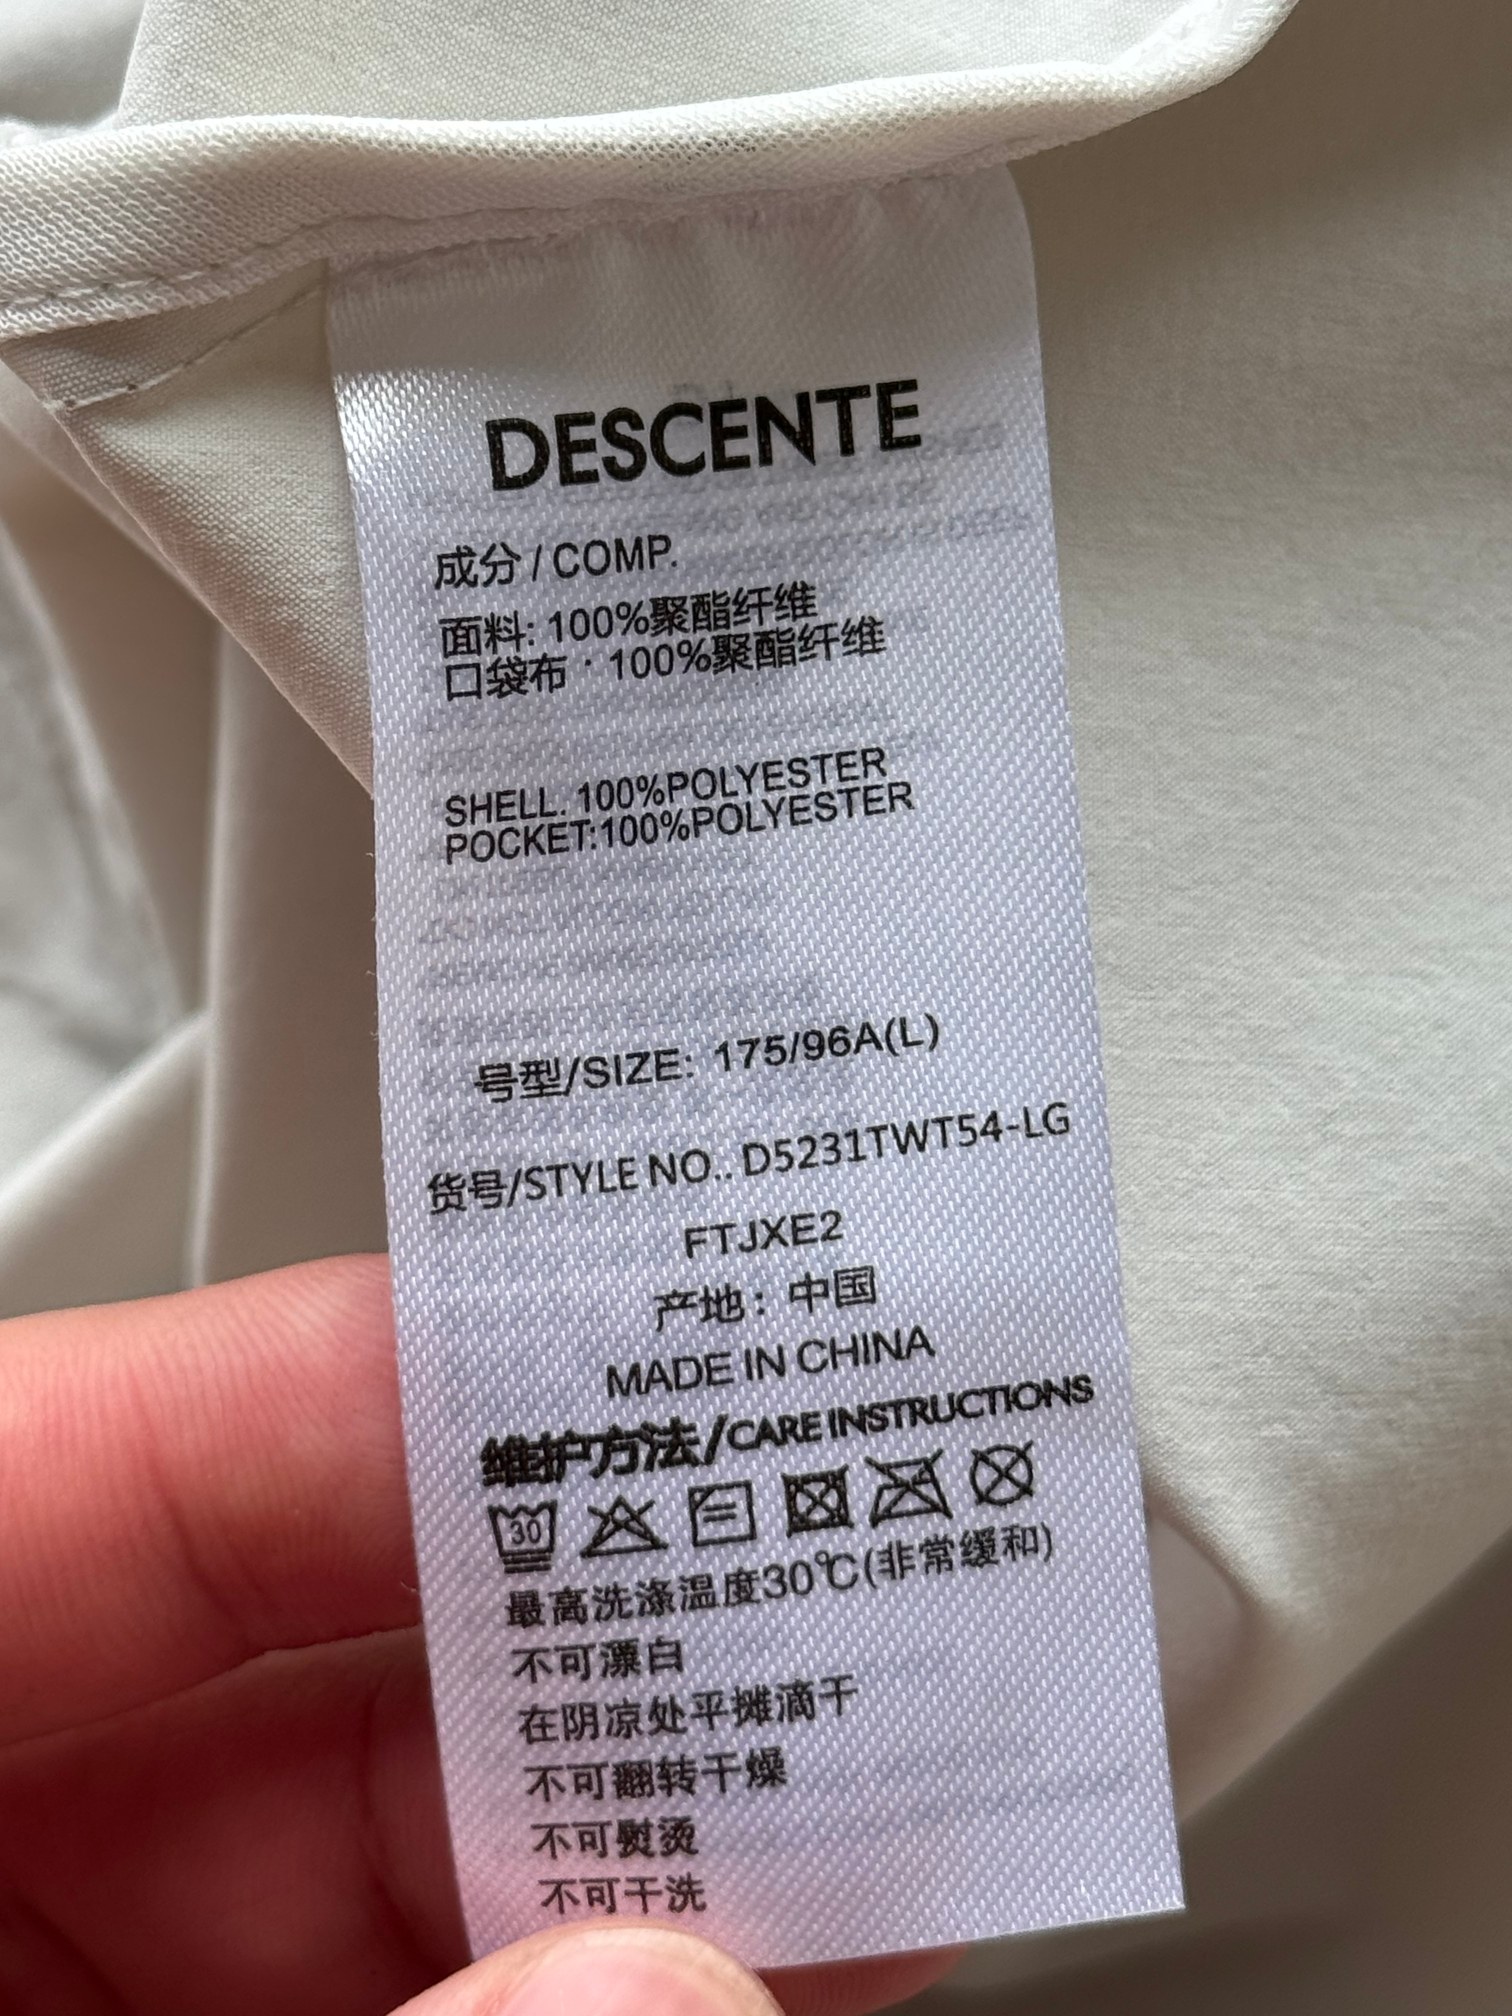 DESCENTE
成分 / COMP.
面料: 100%聚酯纤维
口袋布 · 100%聚酯纤维
SHELL. 100%POLYESTER
POCKET:100%POLYESTER
号型/SIZE: 175/96A(L)
货号/STYLE NO.. D5231TWT54-LG
FTJXE2
产地: 中国
MADE IN CHINA
维护方法/CARE INSTRUCTIONS
30
最高洗涤温度30℃(非常缓和)
不可漂白
在阴凉处平摊滴干
不可翻转干燥
不可熨烫
不可干洗